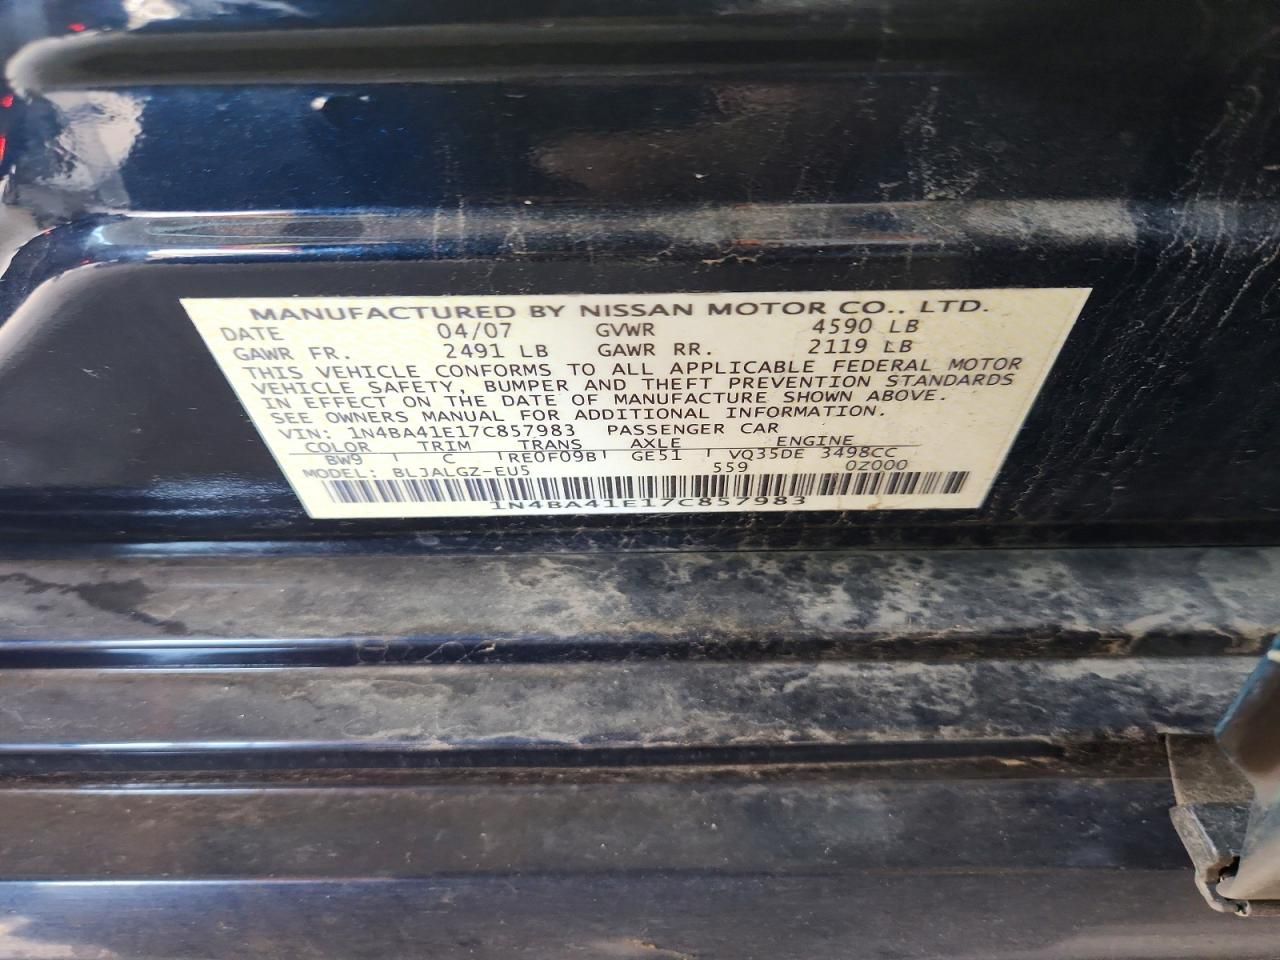 MANUFACTURED BY NISSAN MOTOR CO., LTD.
DATE 04/07 GVWR 4590 LB
GAWR FR. 2491 LB GAWR RR. 2119 LB
THIS VEHICLE CONFORMS TO ALL APPLICABLE FEDERAL MOTOR
VEHICLE SAFETY, BUMPER AND THEFT PREVENTION STANDARDS
IN EFFECT ON THE DATE OF MANUFACTURE SHOWN ABOVE.
SEE OWNERS MANUAL FOR ADDITIONAL INFORMATION.
VIN: 1N4BA41E17C857983 PASSENGER CAR
COLOR TRIM TRANS AXLE ENGINE
BW9 C RE0F09B GE51 VQ35DE 3498CC
MODEL: BLJALGZ-EU5 559 0Z000
1N4BA41E17C857983